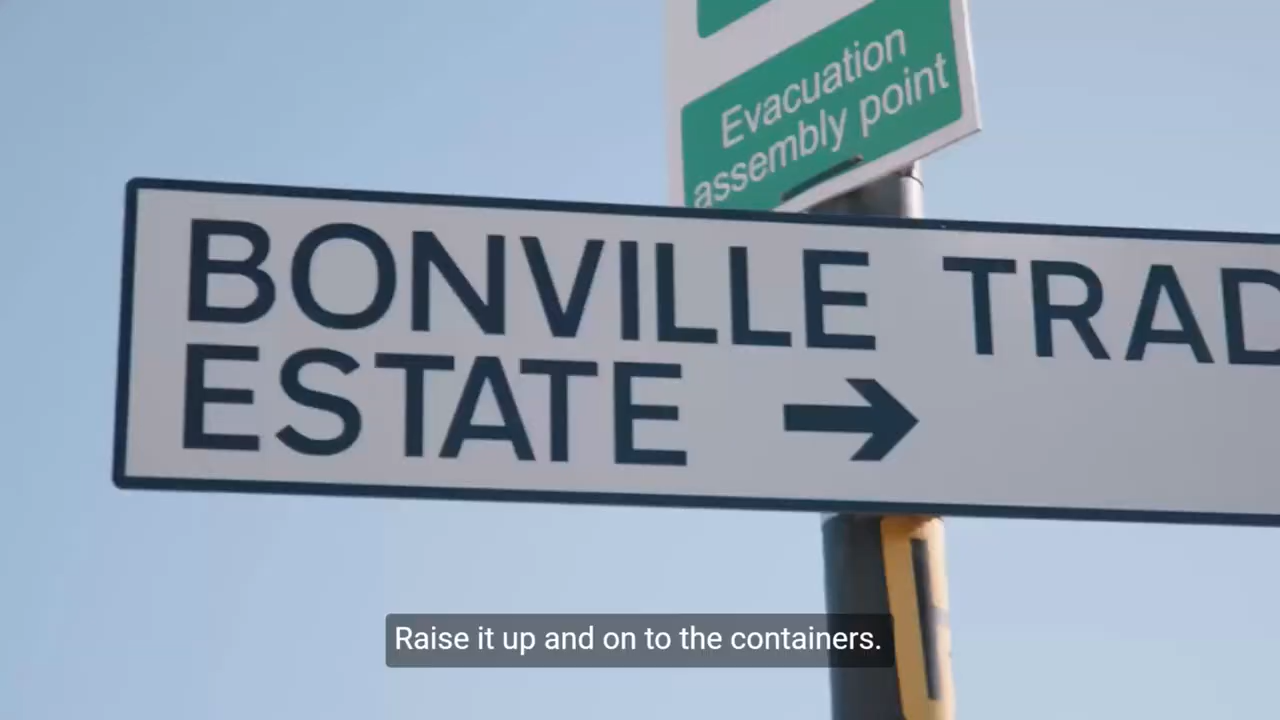 Evacuation
assembly point
BONVILLE TRAD
ESTATE
Raise it up and on to the containers.